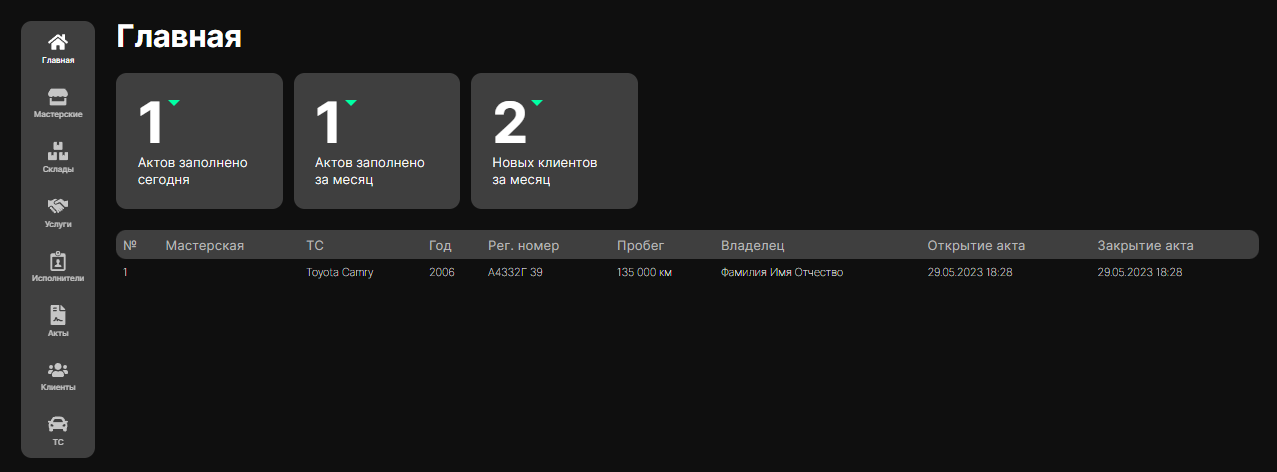 Главная
Мастерские
Склады
Услуги
Исполнители
Акты
Клиенты
ТС
Главная
1
Актов заполнено
сегодня
1
Актов заполнено
за месяц
2
Новых клиентов
за месяц
№ Мастерская ТС Год Рег. номер Пробег Владелец Открытие акта Закрытие акта
1 Toyota Camry 2006 А4332Г 39 135 000 км Фамилия Имя Отчество 29.05.2023 18:28 29.05.2023 18:28